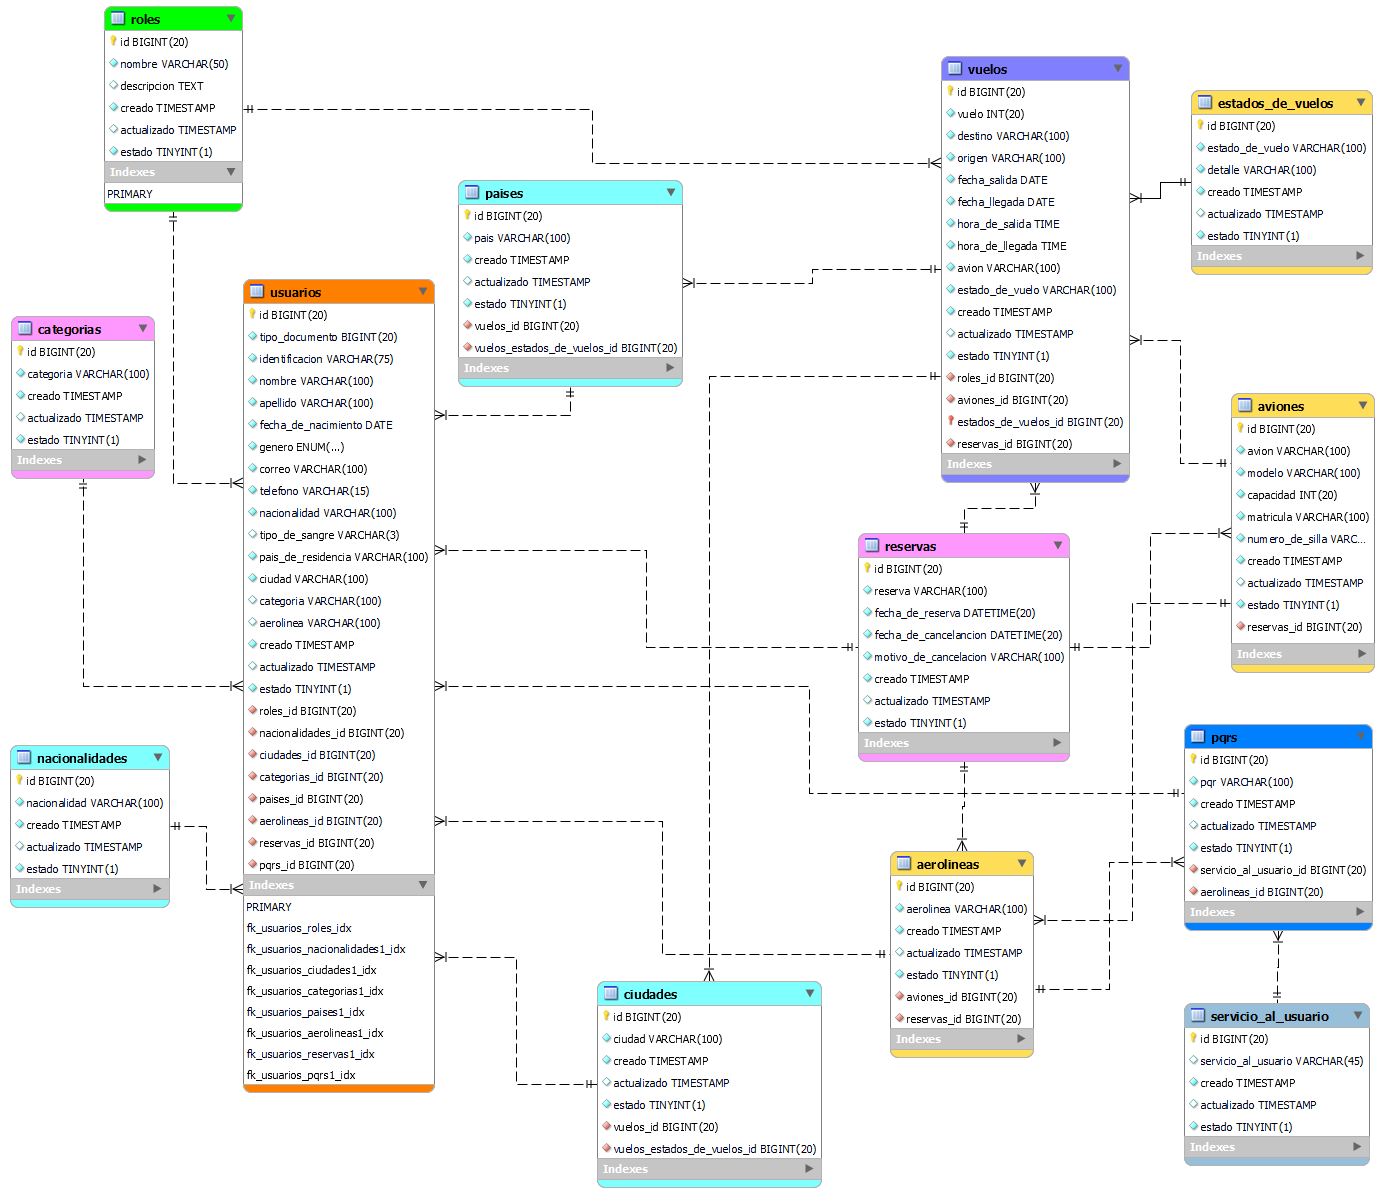 roles
id BIGINT(20)
nombre VARCHAR(50)
descripcion TEXT
creado TIMESTAMP
actualizado TIMESTAMP
estado TINYINT(1)
Indexes
PRIMARY
vuelos
id BIGINT(20)
vuelo INT(20)
destino VARCHAR(100)
origen VARCHAR(100)
fecha_salida DATE
fecha_llegada DATE
hora_de_salida TIME
hora_de_llegada TIME
avion VARCHAR(100)
estado_de_vuelo VARCHAR(100)
creado TIMESTAMP
actualizado TIMESTAMP
estado TINYINT(1)
roles_id BIGINT(20)
aviones_id BIGINT(20)
estados_de_vuelos_id BIGINT(20)
reservas_id BIGINT(20)
Indexes
estados_de_vuelos
id BIGINT(20)
estado_de_vuelo VARCHAR(100)
detalle VARCHAR(100)
creado TIMESTAMP
actualizado TIMESTAMP
estado TINYINT(1)
Indexes
paises
id BIGINT(20)
pais VARCHAR(100)
creado TIMESTAMP
actualizado TIMESTAMP
estado TINYINT(1)
vuelos_id BIGINT(20)
vuelos_estados_de_vuelos_id BIGINT(20)
Indexes
usuarios
id BIGINT(20)
tipo_documento BIGINT(20)
identificacion VARCHAR(75)
nombre VARCHAR(100)
apellido VARCHAR(100)
fecha_de_nacimiento DATE
genero ENUM(...)
correo VARCHAR(100)
telefono VARCHAR(15)
nacionalidad VARCHAR(100)
tipo_de_sangre VARCHAR(3)
pais_de_residencia VARCHAR(100)
ciudad VARCHAR(100)
categoria VARCHAR(100)
aerolinea VARCHAR(100)
creado TIMESTAMP
actualizado TIMESTAMP
estado TINYINT(1)
roles_id BIGINT(20)
nacionalidades_id BIGINT(20)
ciudades_id BIGINT(20)
categorias_id BIGINT(20)
paises_id BIGINT(20)
aerolineas_id BIGINT(20)
reservas_id BIGINT(20)
pqrs_id BIGINT(20)
Indexes
PRIMARY
fk_usuarios_roles_idx
fk_usuarios_nacionalidades1_idx
fk_usuarios_ciudades1_idx
fk_usuarios_categorias1_idx
fk_usuarios_paises1_idx
fk_usuarios_aerolineas1_idx
fk_usuarios_reservas1_idx
fk_usuarios_pqrs1_idx
categorias
id BIGINT(20)
categoria VARCHAR(100)
creado TIMESTAMP
actualizado TIMESTAMP
estado TINYINT(1)
Indexes
aviones
id BIGINT(20)
avion VARCHAR(100)
modelo VARCHAR(100)
capacidad INT(20)
matricula VARCHAR(100)
numero_de_silla VARC...
creado TIMESTAMP
actualizado TIMESTAMP
estado TINYINT(1)
reservas_id BIGINT(20)
Indexes
reservas
id BIGINT(20)
reserva VARCHAR(100)
fecha_de_reserva DATETIME(20)
fecha_de_cancelancion DATETIME(20)
motivo_de_cancelacion VARCHAR(100)
creado TIMESTAMP
actualizado TIMESTAMP
estado TINYINT(1)
Indexes
nacionalidades
id BIGINT(20)
nacionalidad VARCHAR(100)
creado TIMESTAMP
actualizado TIMESTAMP
estado TINYINT(1)
Indexes
pqrs
id BIGINT(20)
pqr VARCHAR(100)
creado TIMESTAMP
actualizado TIMESTAMP
estado TINYINT(1)
servicio_al_usuario_id BIGINT(20)
aerolineas_id BIGINT(20)
Indexes
aerolineas
id BIGINT(20)
aerolinea VARCHAR(100)
creado TIMESTAMP
actualizado TIMESTAMP
estado TINYINT(1)
aviones_id BIGINT(20)
reservas_id BIGINT(20)
Indexes
ciudades
id BIGINT(20)
ciudad VARCHAR(100)
creado TIMESTAMP
actualizado TIMESTAMP
estado TINYINT(1)
vuelos_id BIGINT(20)
vuelos_estados_de_vuelos_id BIGINT(20)
Indexes
servicio_al_usuario
id BIGINT(20)
servicio_al_usuario VARCHAR(45)
creado TIMESTAMP
actualizado TIMESTAMP
estado TINYINT(1)
Indexes